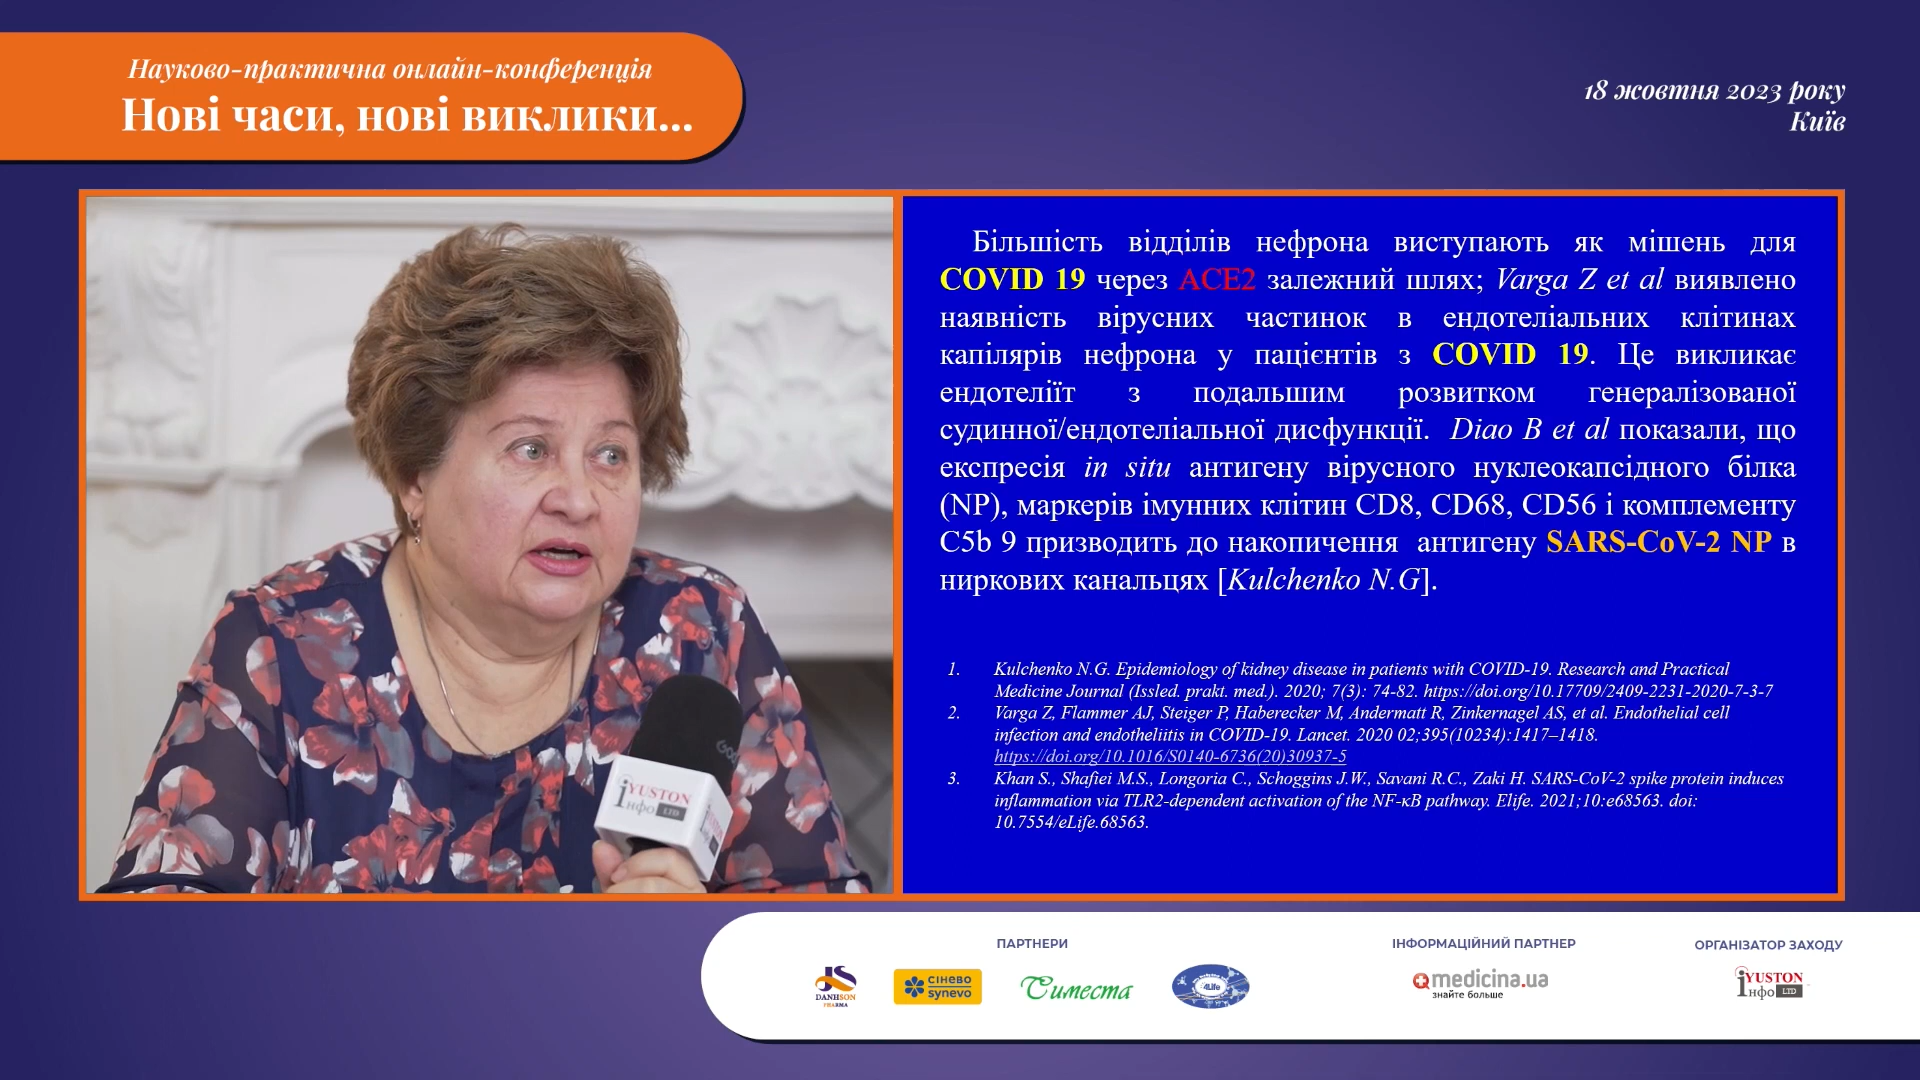 Науково-практична онлайн-конференція
Нові часи, нові виклики...
18 жовтня 2023 року
Київ
Більшість відділів нефрона виступають як мішень для
COVID 19 через ACE2 залежний шлях; Varga Z et al виявлено
наявність вірусних частинок в ендотеліальних клітинах
капілярів нефрона у пацієнтів з COVID 19. Це викликає
ендотеліїт з подальшим розвитком генералізованої
судинної/ендотеліальної дисфункції. Diao B et al показали, що
експресія in situ антигену вірусного нуклеокапсідного білка
(NP), маркерів імунних клітин CD8, CD68, CD56 і комплементу
C5b 9 призводить до накопичення антигену SARS-CoV-2 NP в
ниркових канальцях [Kulchenko N.G].
1. Kulchenko N.G. Epidemiology of kidney disease in patients with COVID-19. Research and Practical
Medicine Journal (Issled. prakt. med.). 2020; 7(3): 74-82. https://doi.org/10.17709/2409-2231-2020-7-3-7
2. Varga Z, Flammer AJ, Steiger P, Haberecker M, Andermatt R, Zinkernagel AS, et al. Endothelial cell
infection and endotheliitis in COVID-19. Lancet. 2020 02;395(10234):1417–1418.
https://doi.org/10.1016/S0140-6736(20)30937-5
3. Khan S., Shafiei M.S., Longoria C., Schoggins J.W., Savani R.C., Zaki H. SARS-CoV-2 spike protein induces
inflammation via TLR2-dependent activation of the NF-κB pathway. Elife. 2021;10:e68563. doi:
10.7554/eLife.68563.
iYUSTON
Інфо LTD
ПАРТНЕРИ
DANHSON
PHARMA
СІНЕВО
synevo
Симеста
4Life
ІНФОРМАЦІЙНИЙ ПАРТНЕР
medicina.ua
знайте більше
ОРГАНІЗАТОР ЗАХОДУ
iYUSTON
Інфо LTD